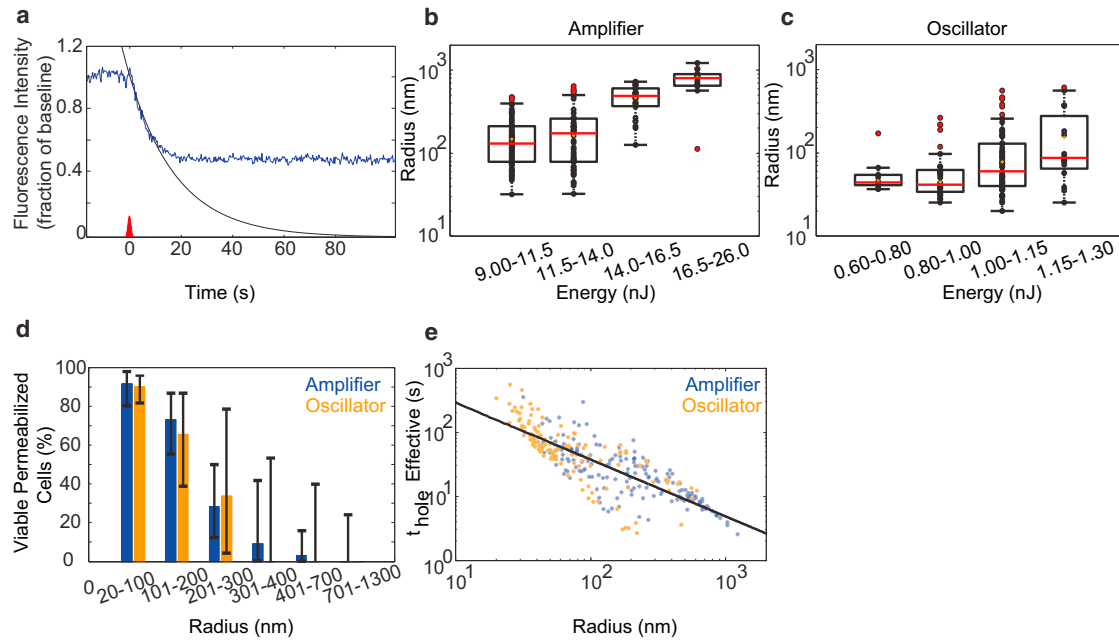 a
Fluorescence Intensity
(fraction of baseline)
1.2
0.8
0.4
0
0
20
40
60
80
Time (s)
b
Amplifier
Radius (nm)
10³
10²
10¹
9.00-11.5
11.5-14.0
14.0-16.5
16.5-26.0
Energy (nJ)
c
Oscillator
Radius (nm)
10³
10²
10¹
0.60-0.80
0.80-1.00
1.00-1.15
1.15-1.30
Energy (nJ)
d
Viable Permeabilized
Cells (%)
100
80
60
40
20
0
Amplifier
Oscillator
0
20-100
101-200
201-300
301-400
401-700
701-1300
Radius (nm)
e
t hole Effective (s)
10³
10²
10¹
0
Amplifier
Oscillator
10¹
10²
10³
Radius (nm)